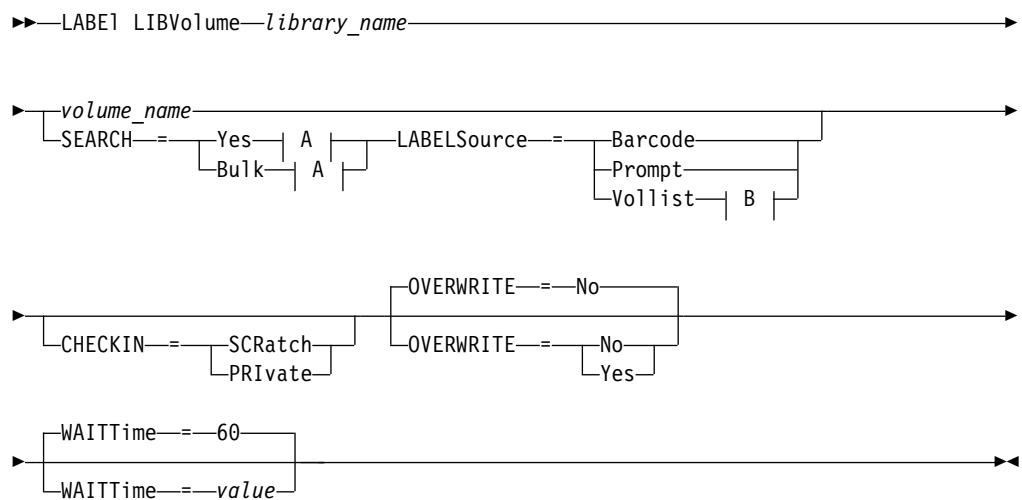 LABEl LIBVolume library_name
volume_name
SEARCH = Yes A LABELSource = Barcode
Bulk A Prompt
Vollist B
OVERWRITE = No
CHECKIN = SCRatch OVERWRITE = No
PRIvate Yes
WAITTime = 60
WAITTime = value